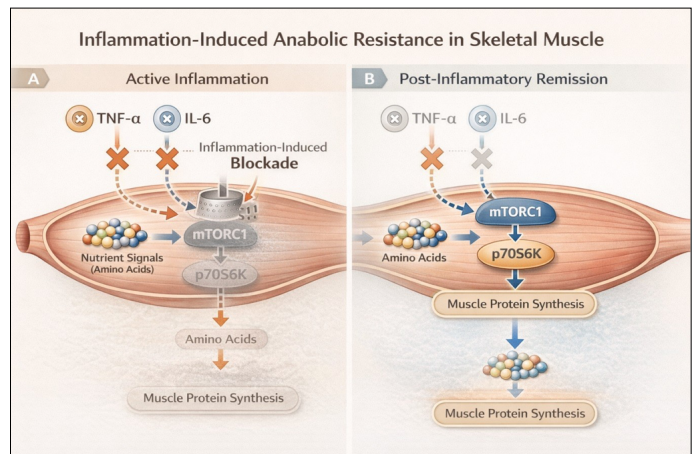 Inflammation-Induced Anabolic Resistance in Skeletal Muscle
A
Active Inflammation
TNF-α
IL-6
Inflammation-Induced
Blockade
mTORC1
Nutrient Signals
(Amino Acids)
p70S6K
Amino Acids
Muscle Protein Synthesis
B
Post-Inflammatory Remission
TNF-α
IL-6
mTORC1
Amino Acids
p70S6K
Muscle Protein Synthesis
Muscle Protein Synthesis